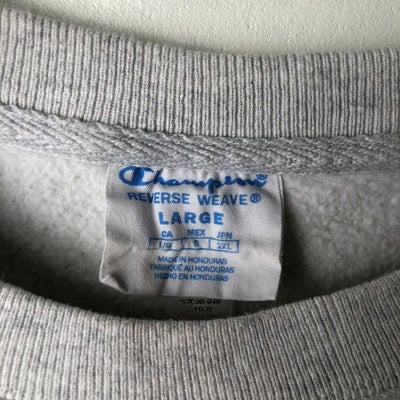 Champion
REVERSE WEAVE®
LARGE
CA MEX JPN
L/G G 2XL
MADE IN HONDURAS
FABRIQUÉ AU HONDURAS
HECHO EN HONDURAS